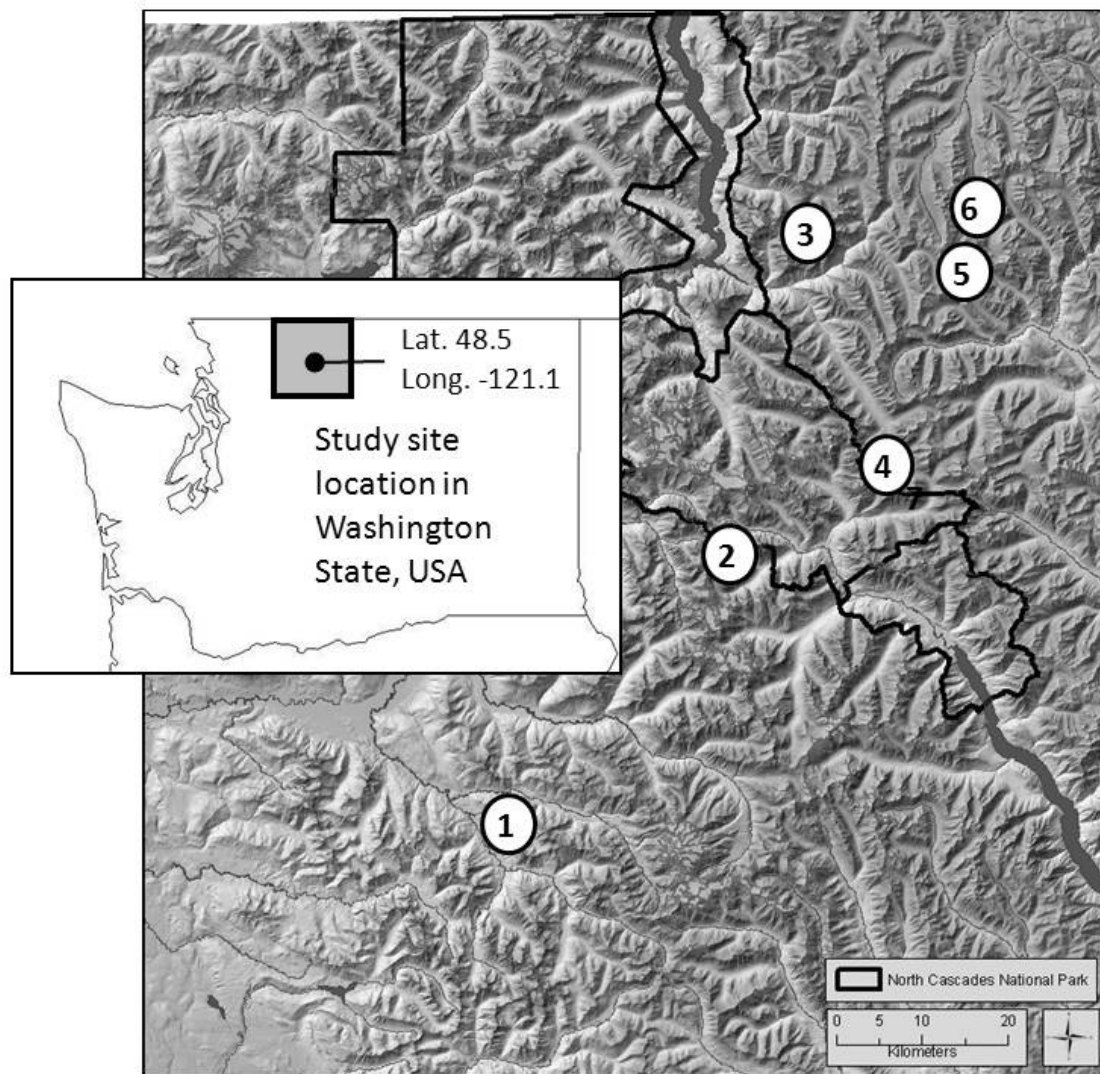 6
3
5
Lat. 48.5
Long. -121.1
Study site
location in
Washington
State, USA
4
2
1
North Cascades National Park
0 5 10 20
Kilometers